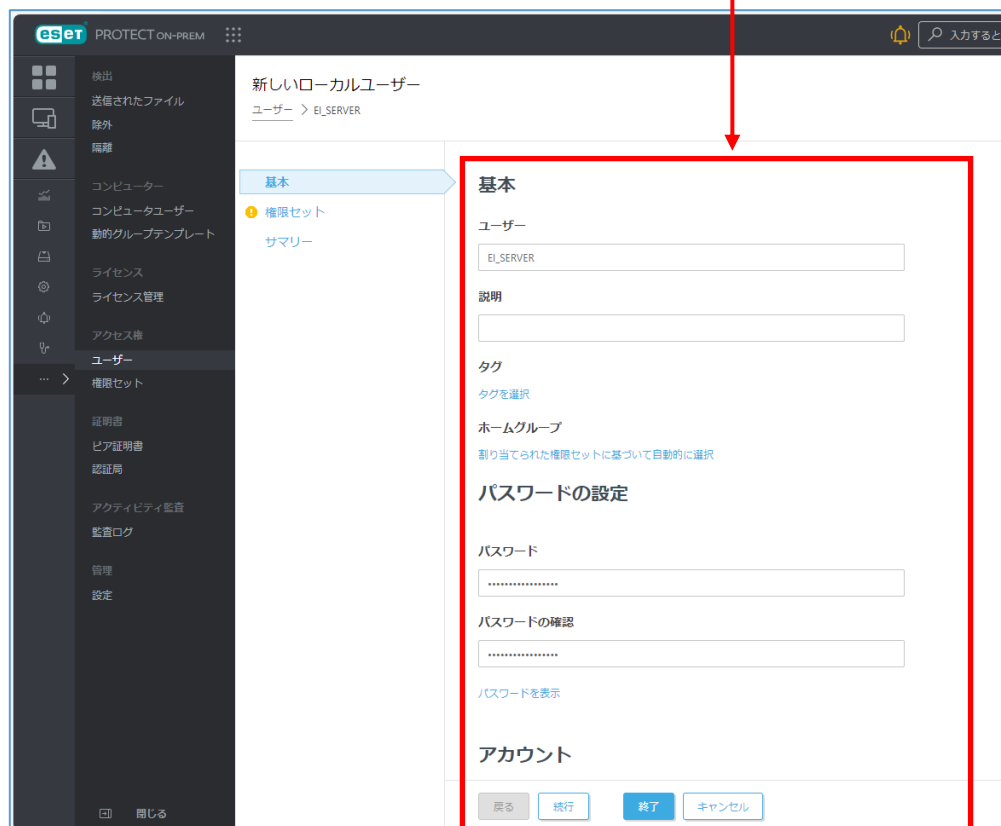 eset PROTECT ON-PREM
入力すると
検出
送信されたファイル
除外
隔離
コンピューター
コンピュータユーザー
動的グループテンプレート
ライセンス
ライセンス管理
アクセス権
ユーザー
権限セット
証明書
ピア証明書
認証局
アクティビティ監査
監査ログ
管理
設定
閉じる
新しいローカルユーザー
ユーザー > EI_SERVER
基本
権限セット
サマリー
基本
ユーザー
EI_SERVER
説明
タグ
タグを選択
ホームグループ
割り当てられた権限セットに基づいて自動的に選択
パスワードの設定
パスワード
•••••••••••••••••
パスワードの確認
•••••••••••••••••
パスワードを表示
アカウント
戻る 続行 終了 キャンセル